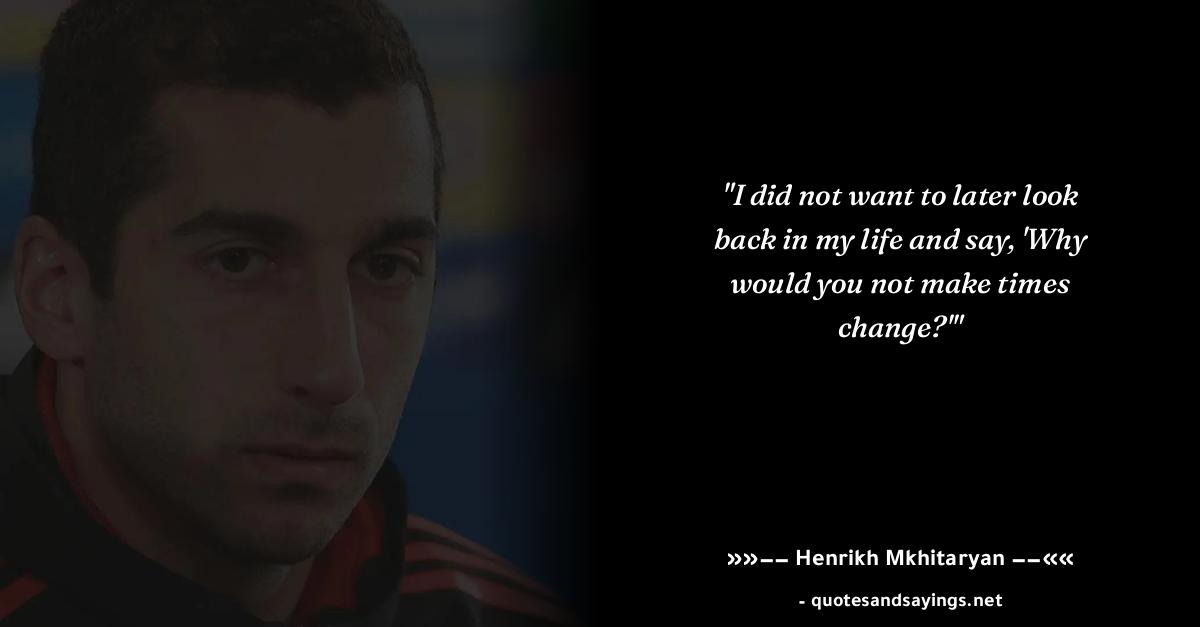 "I did not want to later look
back in my life and say, 'Why
would you not make times
change?'"
»»−− Henrikh Mkhitaryan −−««
- quotesandsayings.net